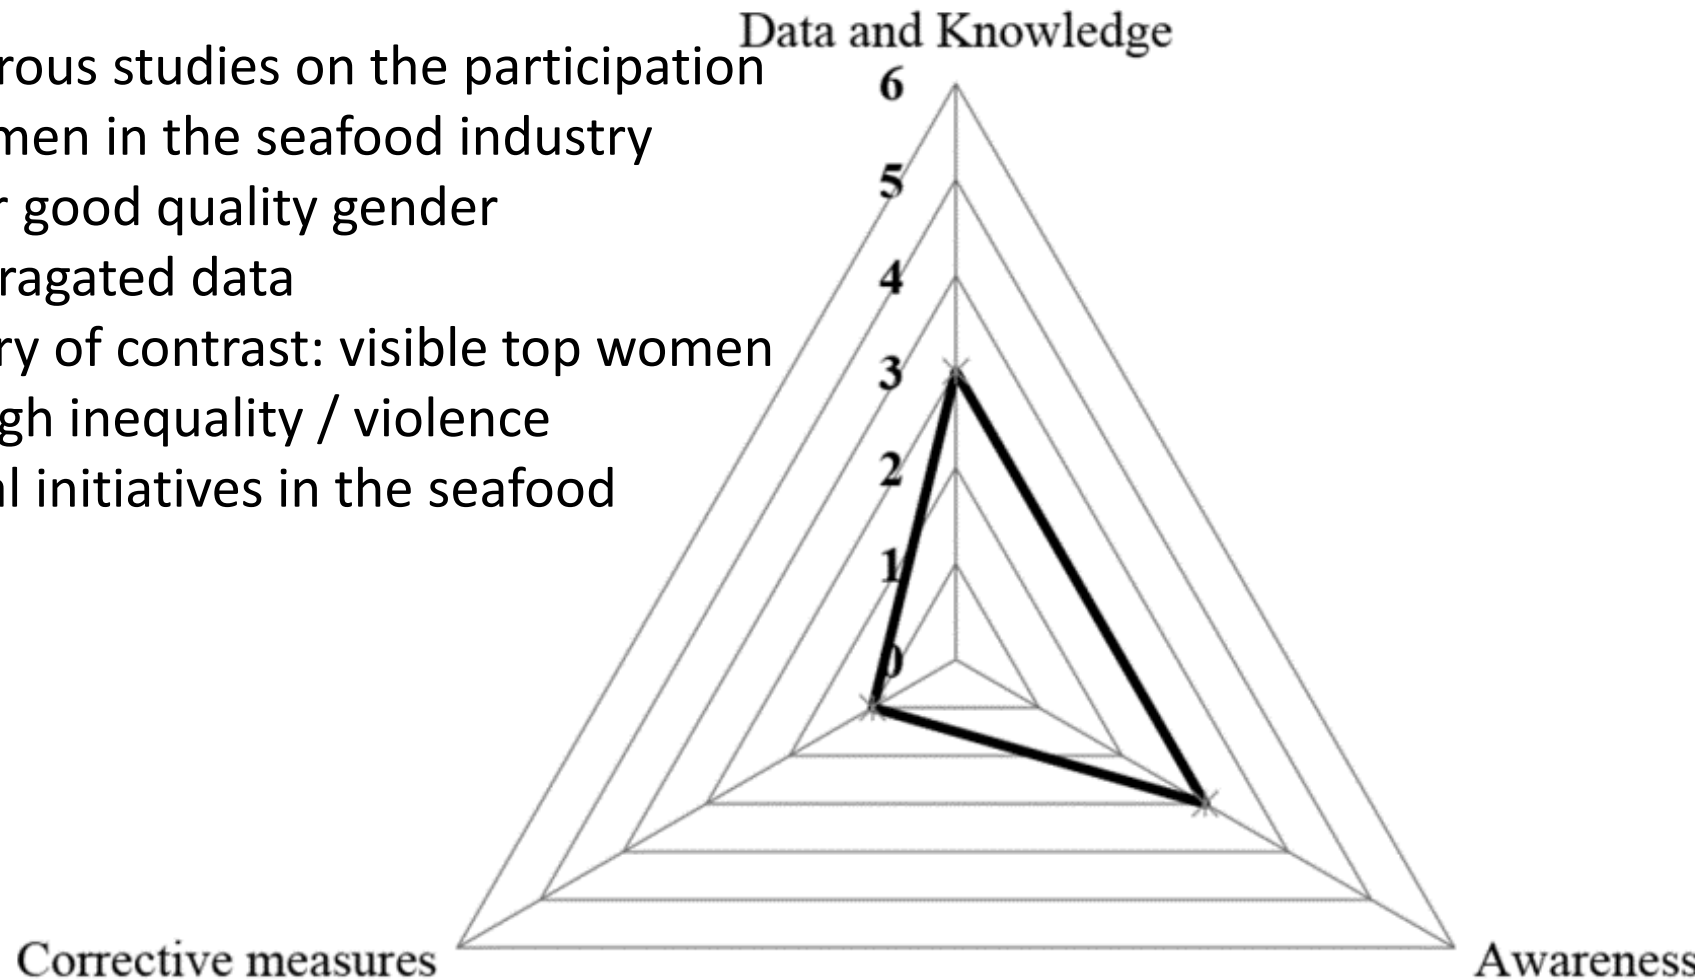 rous studies on the participation
men in the seafood industry
r good quality gender
ragated data
ry of contrast: visible top women
gh inequality / violence
al initiatives in the seafood
Data and Knowledge
6
5
4
3
2
1
0
Corrective measures
Awareness